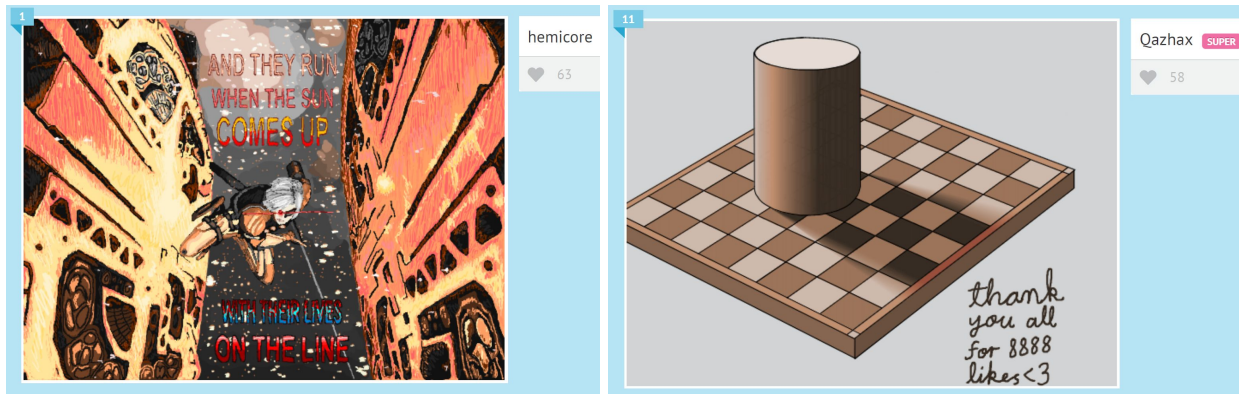 1
hemicore
63
AND THEY RUN
WHEN THE SUN
COMES UP
WITH THEIR LIVES
ON THE LINE
11
Qazhax SUPER
58
thank
you all
for 8888
likes<3